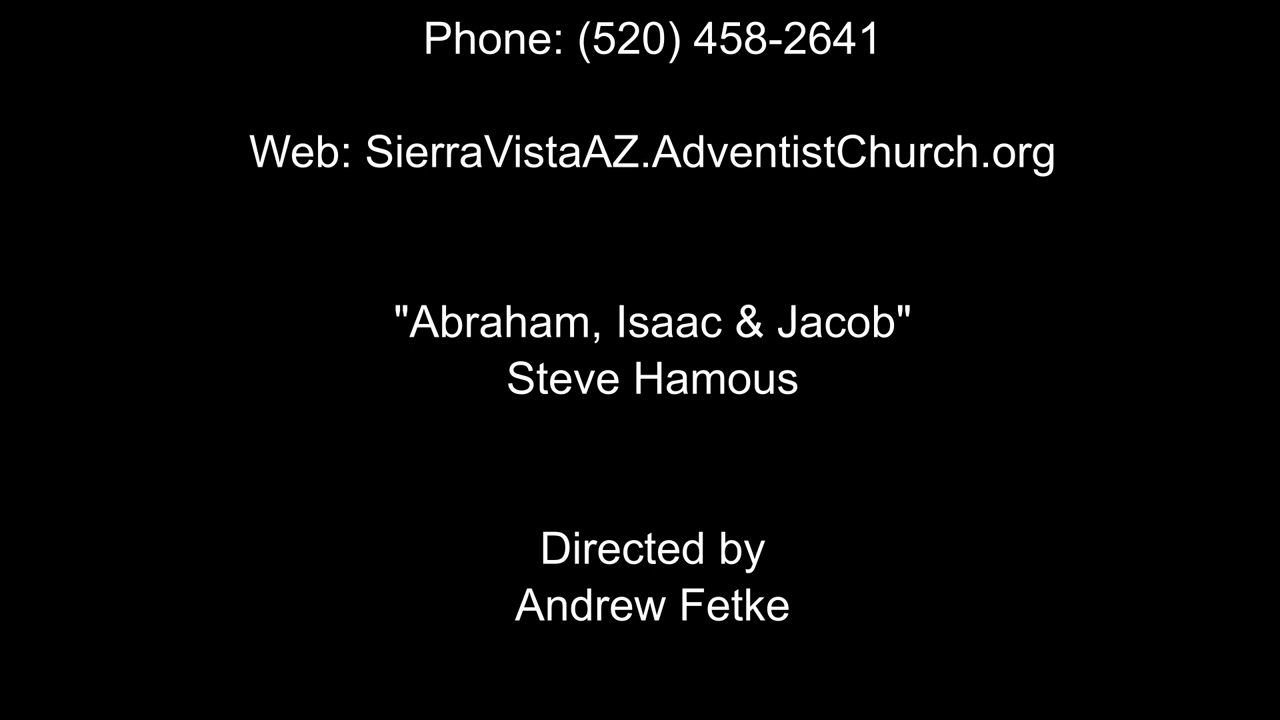 Phone: (520) 458-2641
Web: SierraVistaAZ.AdventistChurch.org
"Abraham, Isaac & Jacob"
Steve Hamous
Directed by
Andrew Fetke